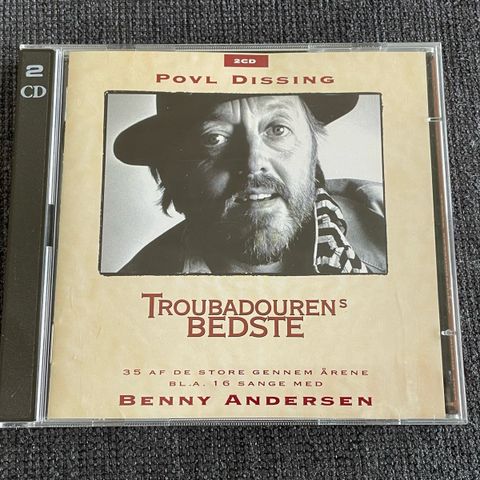 2
CD
2CD
POVL DISSING
TROUBADOURENS
BEDSTE
35 AF DE STORE GENNEM ÅRENE
BL.A. 16 SANGE MED
BENNY ANDERSEN